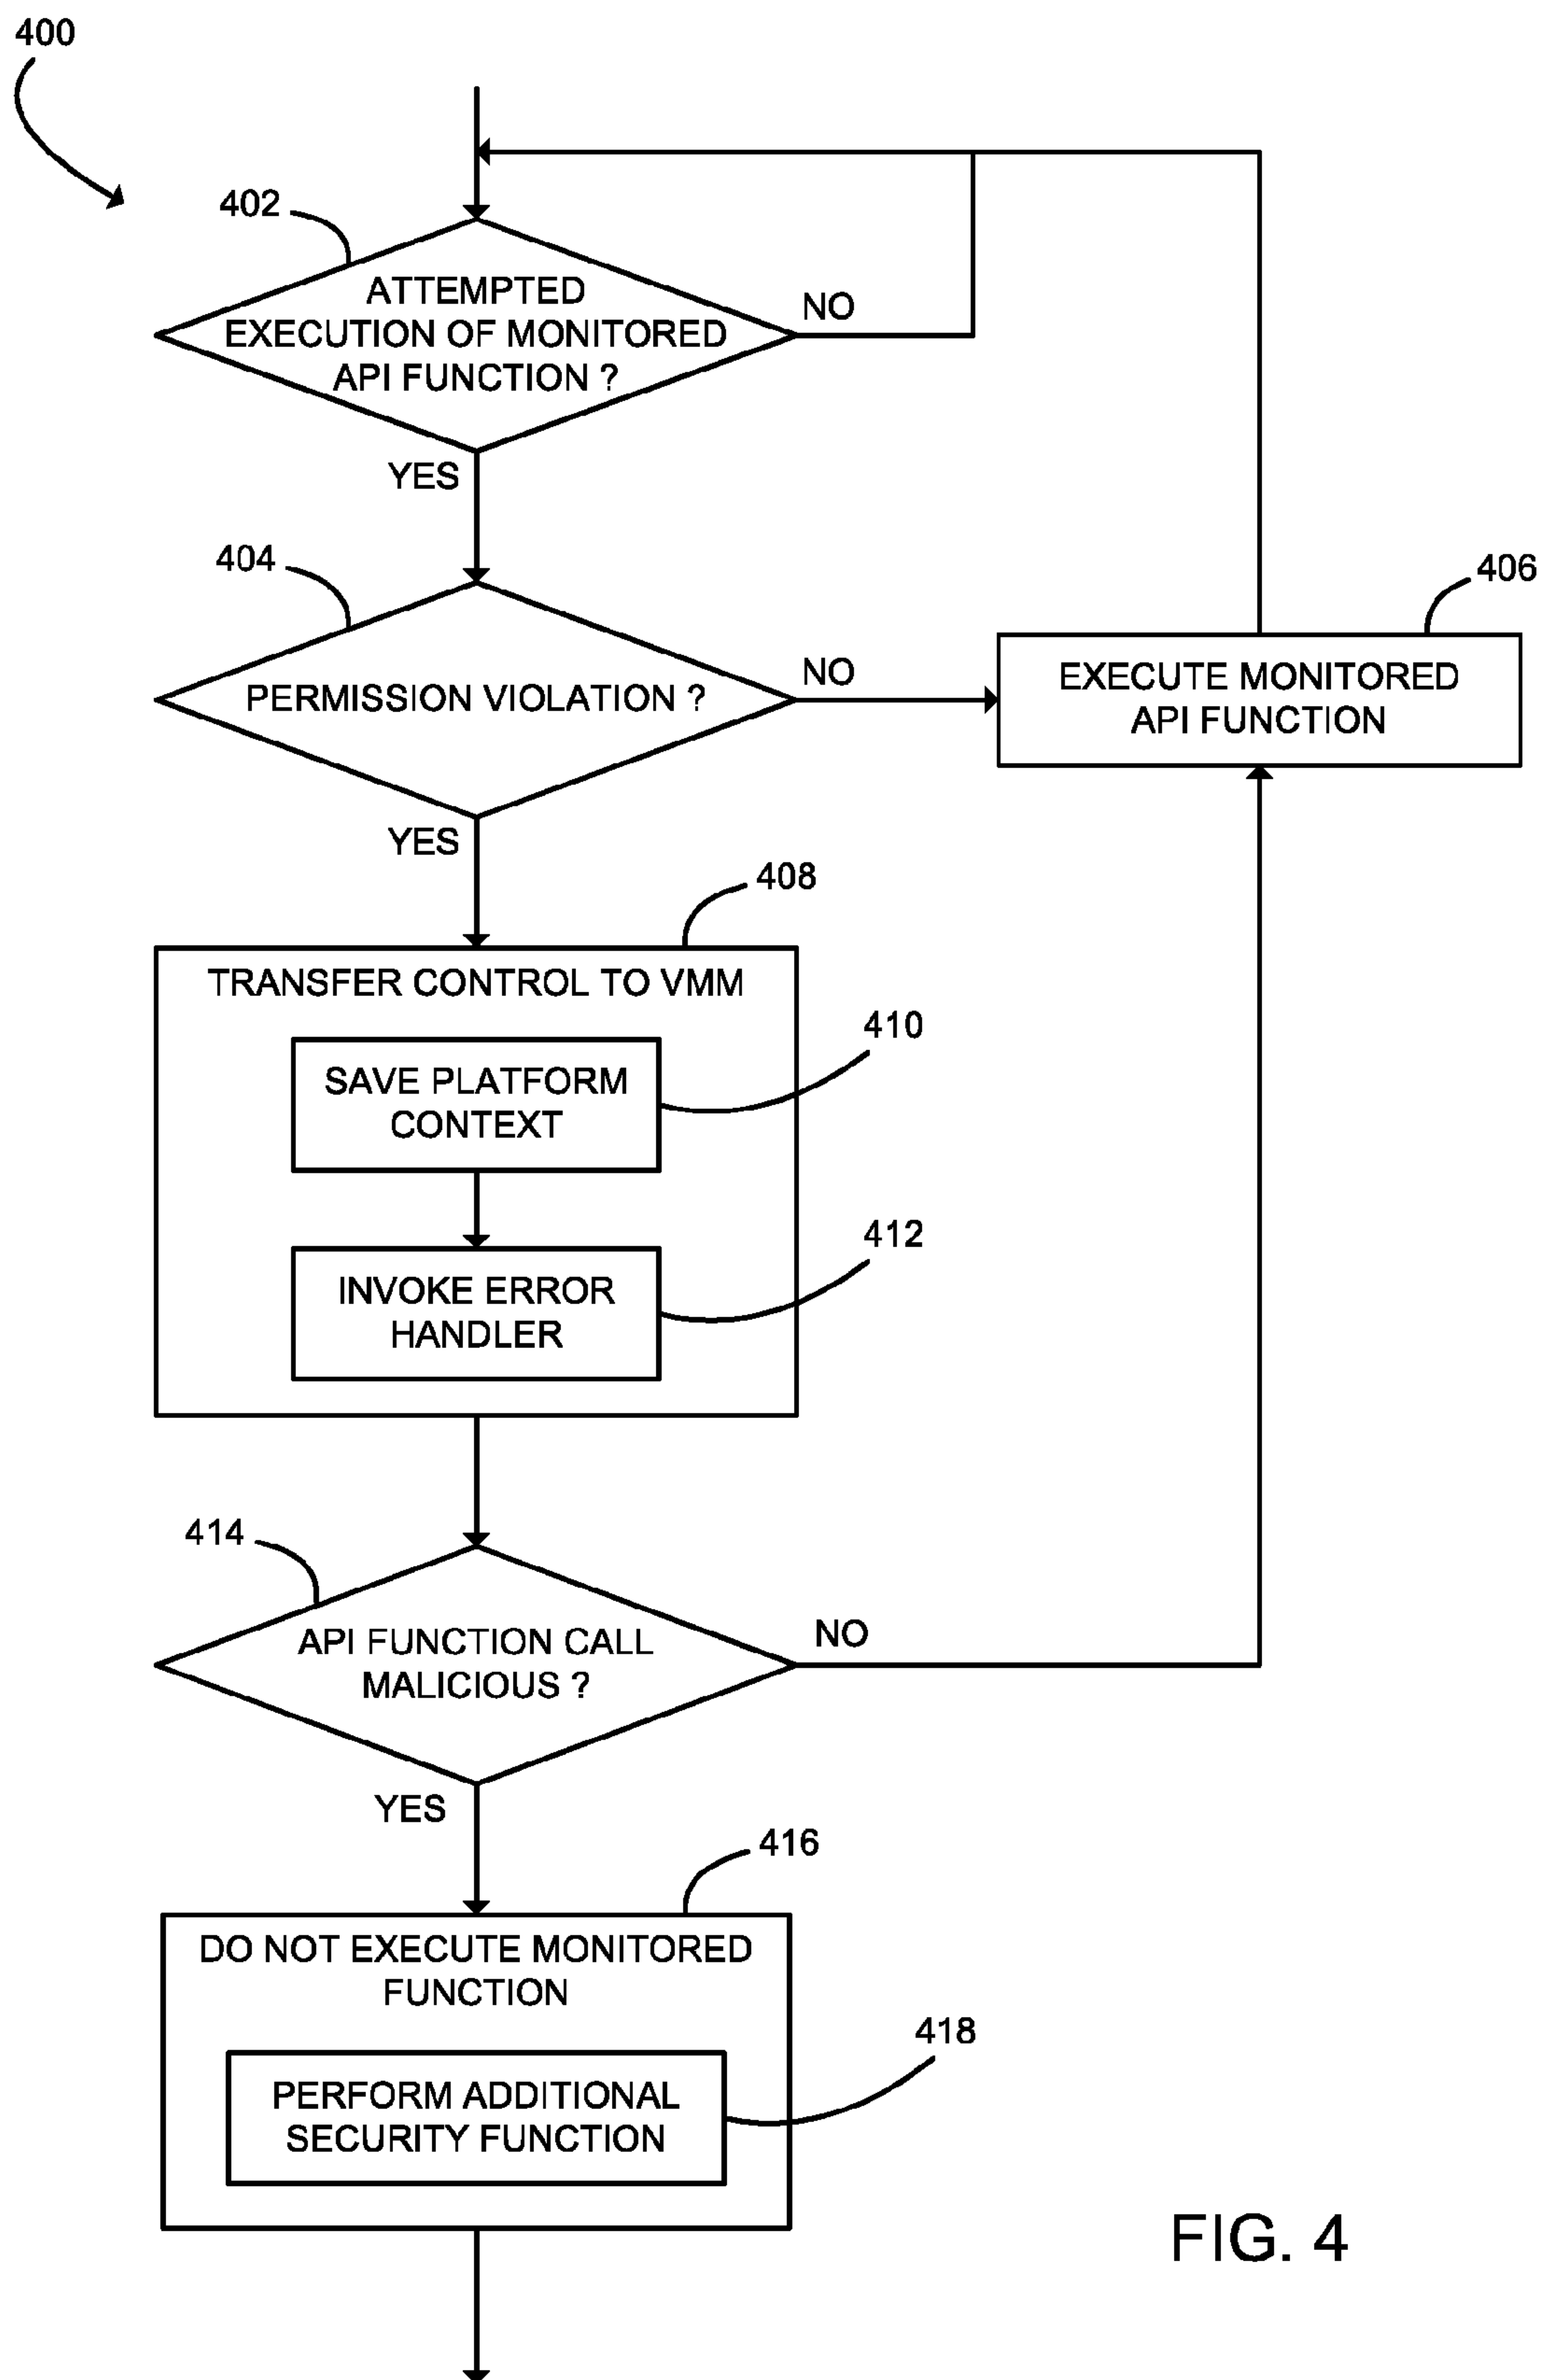 400
402
ATTEMPTED
EXECUTION OF MONITORED
API FUNCTION ?
NO
YES
404
PERMISSION VIOLATION ?
NO
406
EXECUTE MONITORED
API FUNCTION
YES
408
TRANSFER CONTROL TO VMM
410
SAVE PLATFORM
CONTEXT
412
INVOKE ERROR
HANDLER
414
API FUNCTION CALL
MALICIOUS ?
NO
YES
416
DO NOT EXECUTE MONITORED
FUNCTION
418
PERFORM ADDITIONAL
SECURITY FUNCTION
FIG. 4